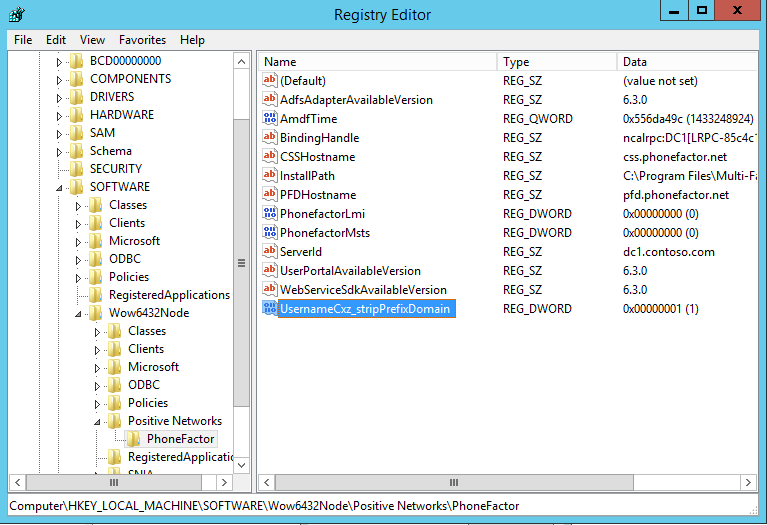 Registry Editor
File Edit View Favorites Help
BCD00000000
COMPONENTS
DRIVERS
HARDWARE
SAM
Schema
SECURITY
SOFTWARE
Classes
Clients
Microsoft
ODBC
Policies
RegisteredApplications
Wow6432Node
Classes
Clients
Microsoft
ODBC
Policies
Positive Networks
PhoneFactor
RegisteredApplicatio
Name Type Data
(Default) REG_SZ (value not set)
AdfsAdapterAvailableVersion REG_SZ 6.3.0
AmdfTime REG_QWORD 0x556da49c (1433248924)
BindingHandle REG_SZ ncalrpc:DC1[LRPC-85c4c1
CSSHostname REG_SZ css.phonefactor.net
InstallPath REG_SZ C:\Program Files\Multi-Fa
PFDHostname REG_SZ pfd.phonefactor.net
PhonefactorLmi REG_DWORD 0x00000000 (0)
PhonefactorMsts REG_DWORD 0x00000000 (0)
ServerId REG_SZ dc1.contoso.com
UserPortalAvailableVersion REG_SZ 6.3.0
WebServiceSdkAvailableVersion REG_SZ 6.3.0
UsernameCxz_stripPrefixDomain REG_DWORD 0x00000001 (1)
Computer\HKEY_LOCAL_MACHINE\SOFTWARE\Wow6432Node\Positive Networks\PhoneFactor